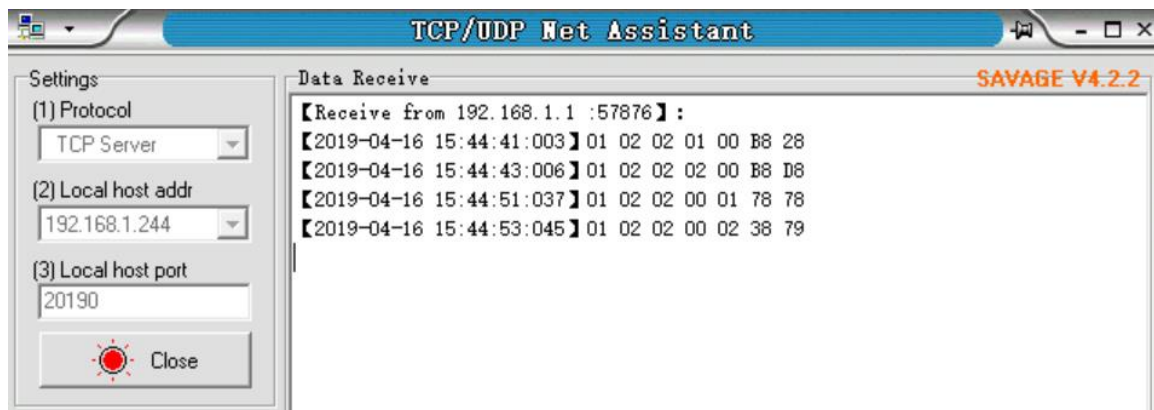 TCP/UDP Net Assistant
Settings
(1) Protocol
TCP Server
(2) Local host addr
192.168.1.244
(3) Local host port
20190
Close
Data Receive
SAVAGE V4.2.2
【Receive from 192.168.1.1 :57876】:
【2019-04-16 15:44:41:003】01 02 02 01 00 B8 28
【2019-04-16 15:44:43:006】01 02 02 02 00 B8 D8
【2019-04-16 15:44:51:037】01 02 02 00 01 78 78
【2019-04-16 15:44:53:045】01 02 02 00 02 38 79